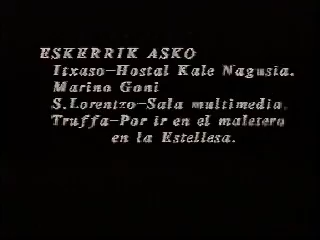 ESKERRIK ASKO
Itxaso-Hostal Kale Nagusia.
Marino Goni
S.Lorentzo-Sala multimedia.
Truffa-Por ir en el maletero
en la Estellesa.